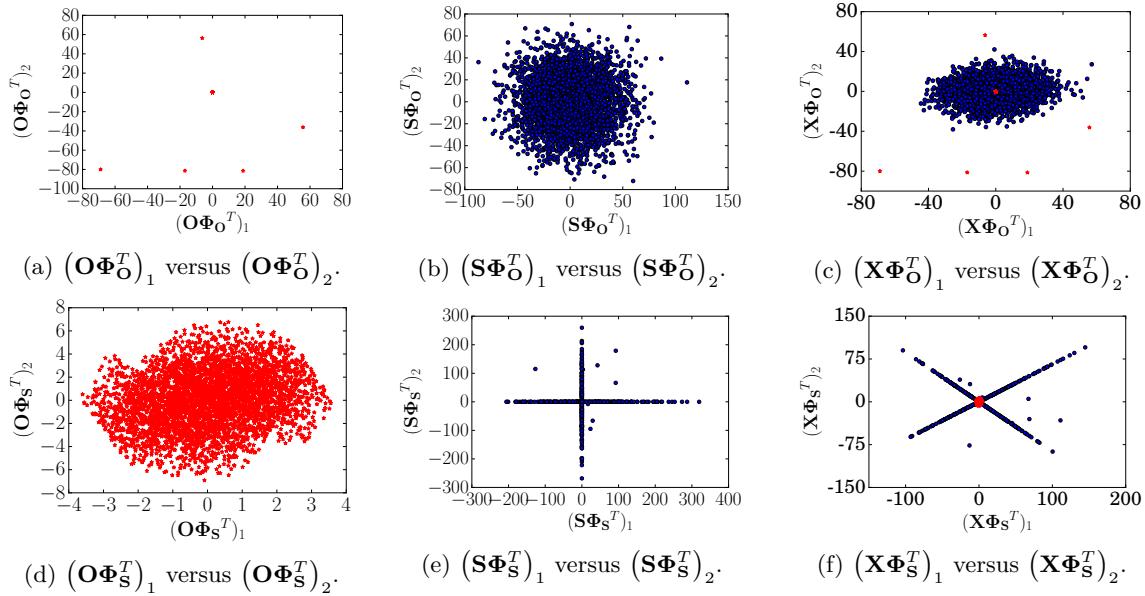 80
60
40
20
0
−20
−40
−60
−80
−100
−80 −60 −40 −20 0 20 40 60 80
(OΦ_O^T)_2
(OΦ_O^T)_1
(a) (OΦ_O^T)_1 versus (OΦ_O^T)_2.
80
60
40
20
0
−20
−40
−60
−80
−100 −50 0 50 100 150
(SΦ_O^T)_2
(SΦ_O^T)_1
(b) (SΦ_O^T)_1 versus (SΦ_O^T)_2.
80
40
0
-40
-80
-80 -40 0 40 80
(XΦ_O^T)_2
(XΦ_O^T)_1
(c) (XΦ_O^T)_1 versus (XΦ_O^T)_2.
8
6
4
2
0
−2
−4
−6
−8
−4 −3 −2 −1 0 1 2 3 4
(OΦ_S^T)_2
(OΦ_S^T)_1
(d) (OΦ_S^T)_1 versus (OΦ_S^T)_2.
300
200
100
0
−100
−200
−300
−300 −200 −100 0 100 200 300 400
(SΦ_S^T)_2
(SΦ_S^T)_1
(e) (SΦ_S^T)_1 versus (SΦ_S^T)_2.
150
75
0
-75
-150
-100 0 100 200
(XΦ_S^T)_2
(XΦ_S^T)_1
(f) (XΦ_S^T)_1 versus (XΦ_S^T)_2.